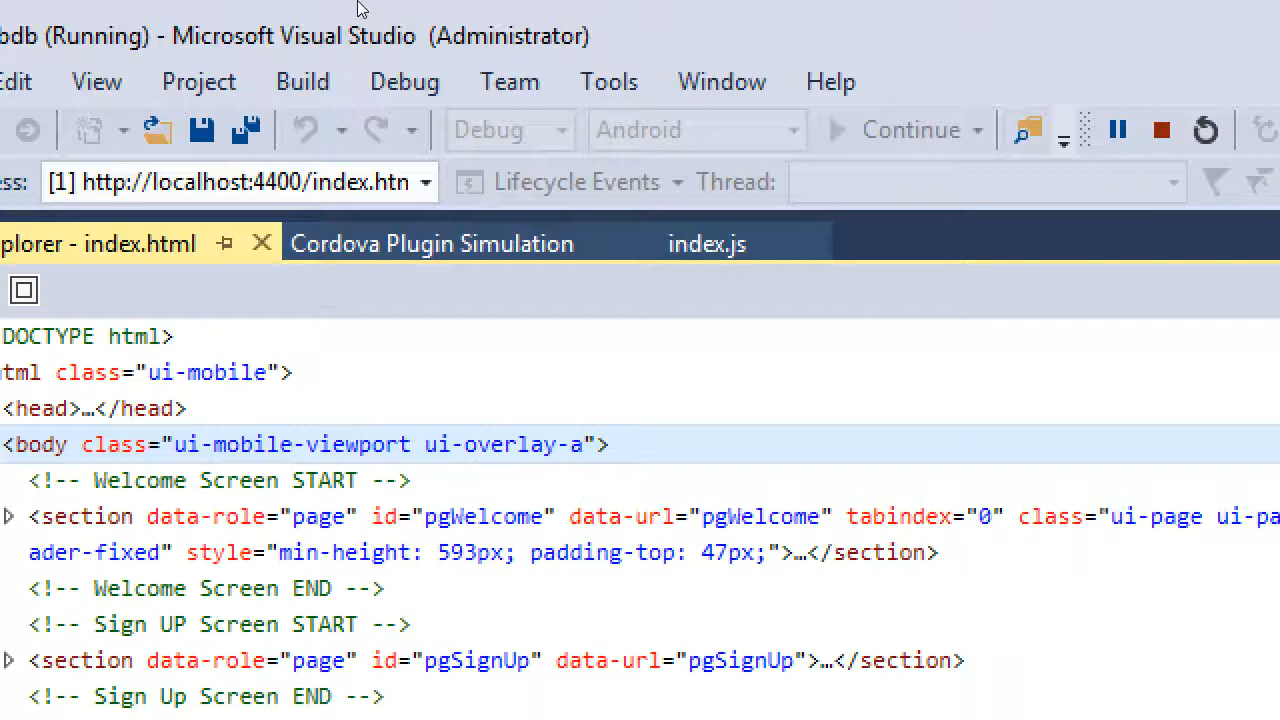 bdb (Running) - Microsoft Visual Studio (Administrator)
Edit View Project Build Debug Team Tools Window Help
Debug Android Continue
ess: [1] http://localhost:4400/index.htn Lifecycle Events Thread:
plorer - index.html Cordova Plugin Simulation index.js
DOCTYPE html>
tml class="ui-mobile">
<head>…</head>
<body class="ui-mobile-viewport ui-overlay-a">
<!-- Welcome Screen START -->
<section data-role="page" id="pgWelcome" data-url="pgWelcome" tabindex="0" class="ui-page ui-pa
ader-fixed" style="min-height: 593px; padding-top: 47px;">…</section>
<!-- Welcome Screen END -->
<!-- Sign UP Screen START -->
<section data-role="page" id="pgSignUp" data-url="pgSignUp">…</section>
<!-- Sign Up Screen END -->